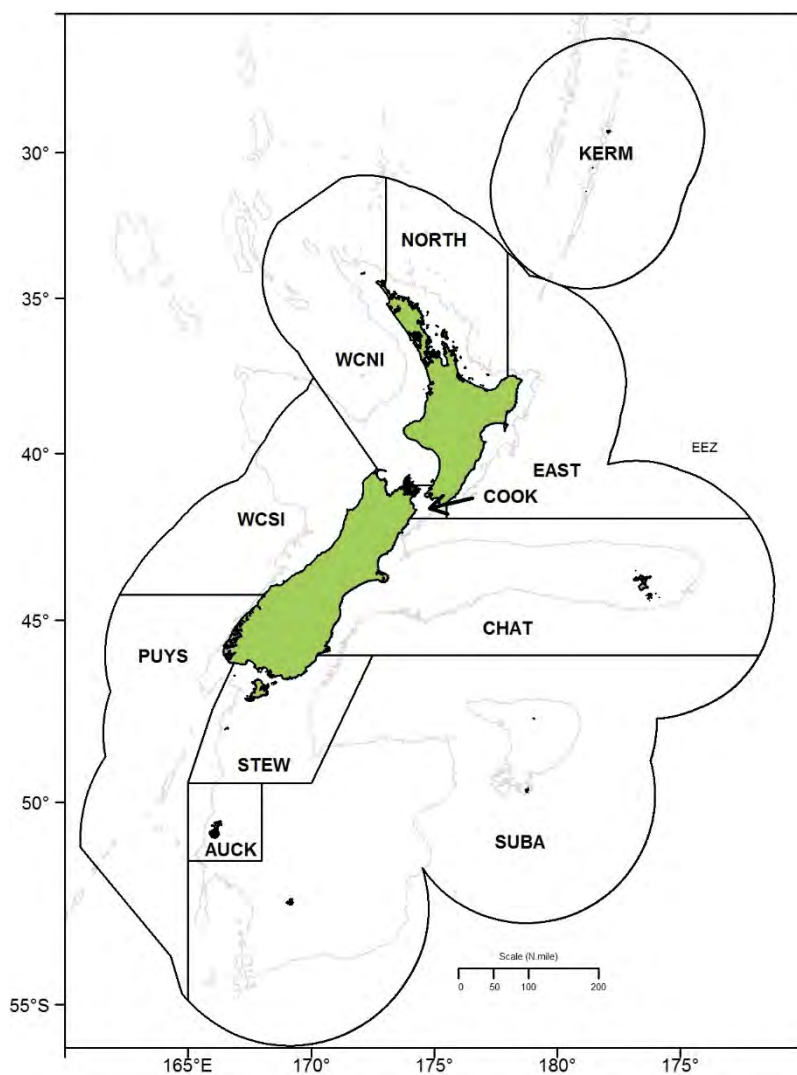 KERM
30°
NORTH
35°
WCNI
40°
EEZ
EAST
COOK
WCSI
45°
CHAT
PUYS
STEW
50°
AUCK
SUBA
Scale (N.mile)
0 50 100 200
55°S
165°E 170° 175° 180° 175°